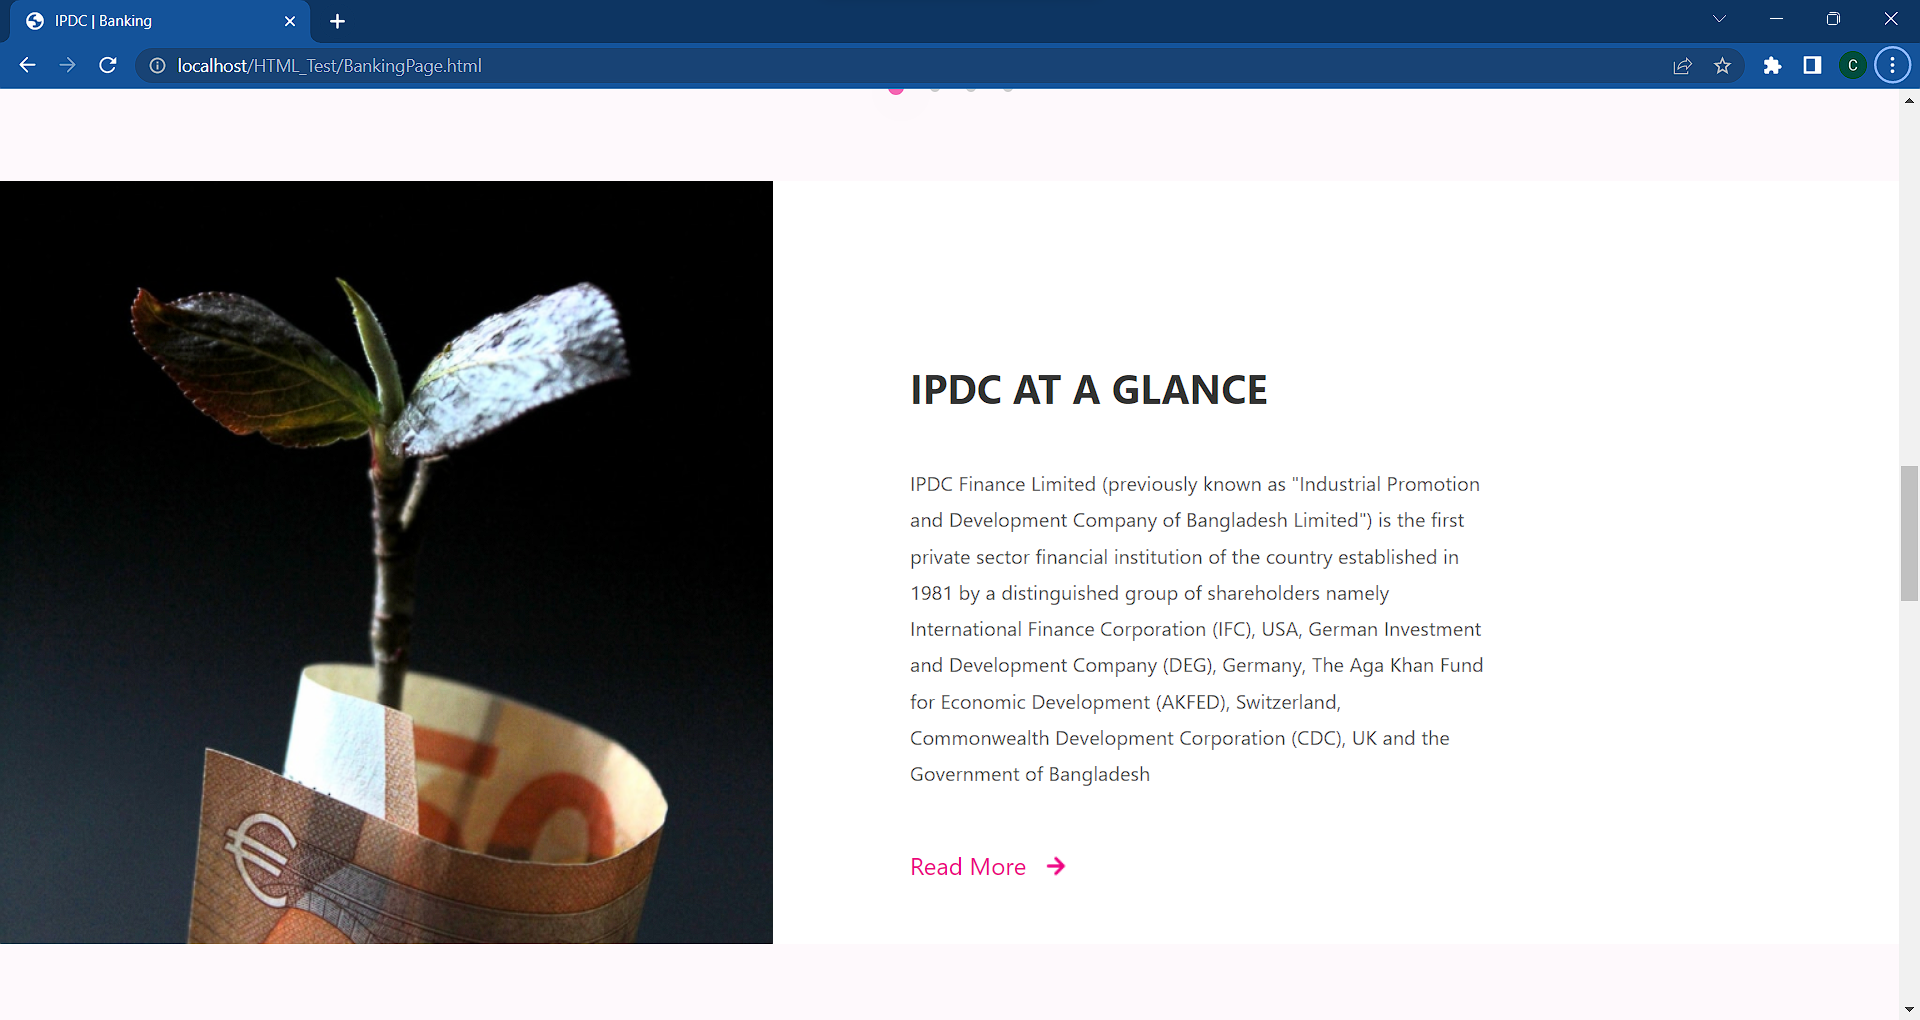 IPDC | Banking
localhost/HTML_Test/BankingPage.html
C
IPDC AT A GLANCE
IPDC Finance Limited (previously known as "Industrial Promotion
and Development Company of Bangladesh Limited") is the first
private sector financial institution of the country established in
1981 by a distinguished group of shareholders namely
International Finance Corporation (IFC), USA, German Investment
and Development Company (DEG), Germany, The Aga Khan Fund
for Economic Development (AKFED), Switzerland,
Commonwealth Development Corporation (CDC), UK and the
Government of Bangladesh
Read More
50
€